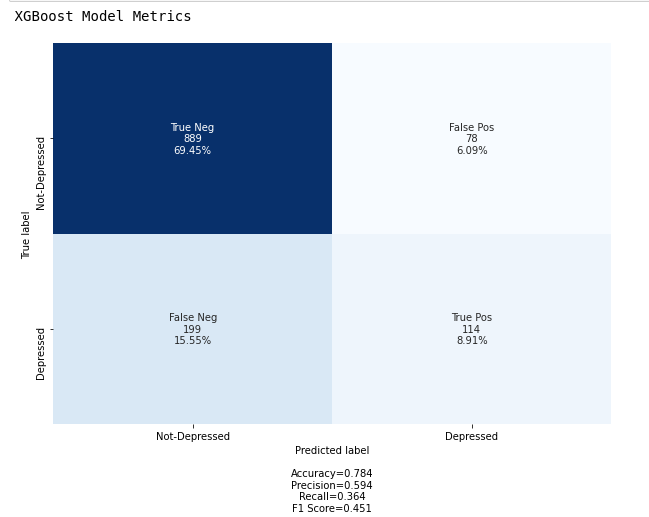 XGBoost Model Metrics
True Neg
889
69.45%
False Pos
78
6.09%
Not-Depressed
True label
False Neg
199
15.55%
True Pos
114
8.91%
Depressed
Not-Depressed
Depressed
Predicted label
Accuracy=0.784
Precision=0.594
Recall=0.364
F1 Score=0.451